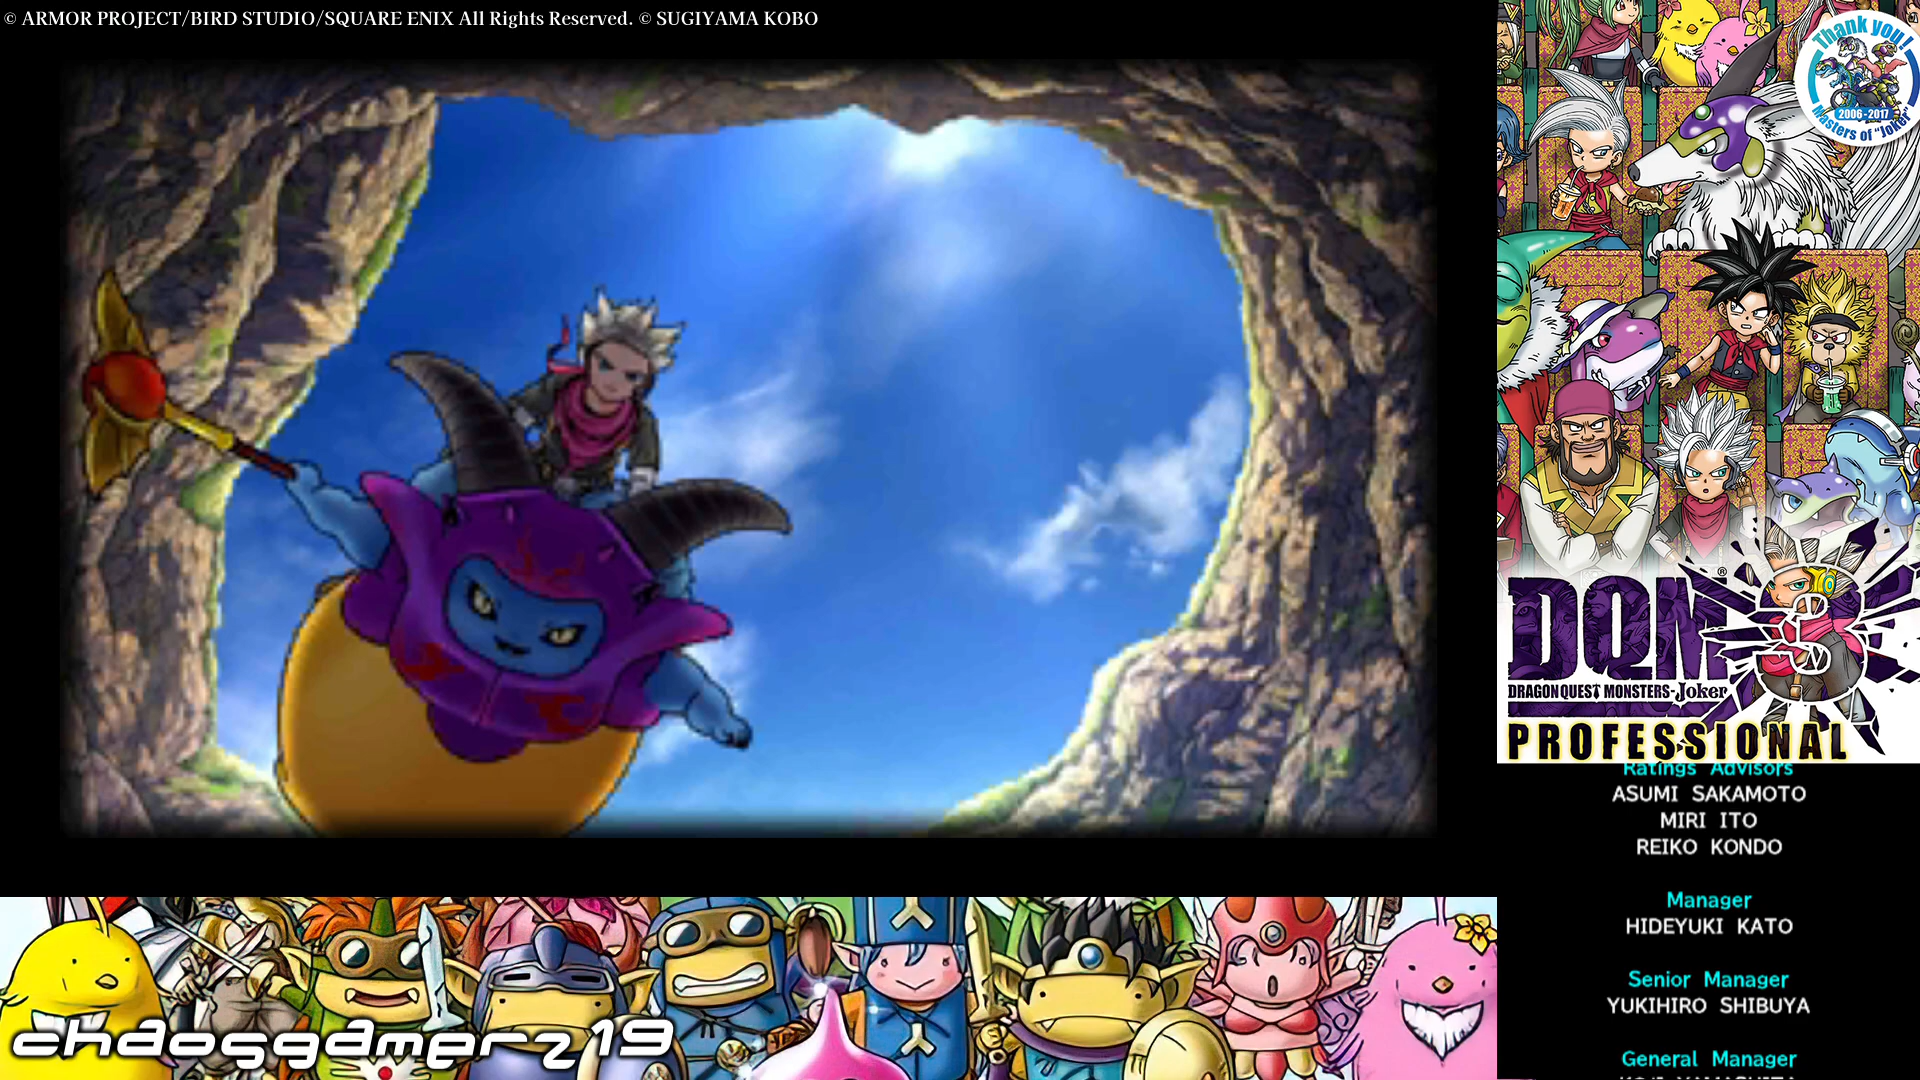 © ARMOR PROJECT/BIRD STUDIO/SQUARE ENIX All Rights Reserved. © SUGIYAMA KOBO
Thank you!
2006-2017
Masters of "Joker"
DQM®
3
DRAGON QUEST MONSTERS-Joker
PROFESSIONAL
Ratings Advisors
ASUMI SAKAMOTO
MIRI ITO
REIKO KONDO
Manager
HIDEYUKI KATO
Senior Manager
YUKIHIRO SHIBUYA
General Manager
chaosgamerz19